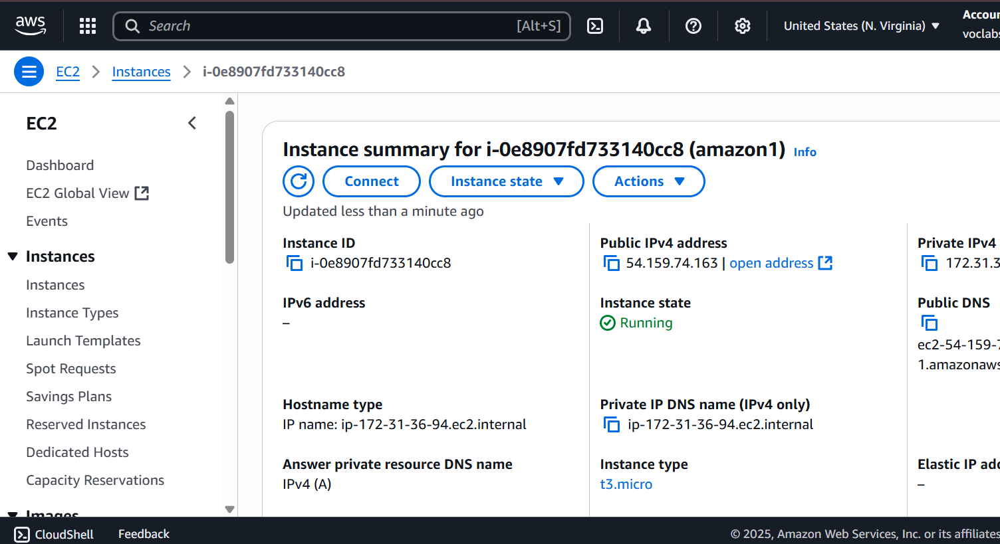 aws
Search [Alt+S]
United States (N. Virginia)
EC2 Instances i-0e8907fd733140cc8
EC2
Dashboard
EC2 Global View
Events
Instances
Instances
Instance Types
Launch Templates
Spot Requests
Savings Plans
Reserved Instances
Dedicated Hosts
Capacity Reservations
Images
Instance summary for i-0e8907fd733140cc8 (amazon1) Info
Connect
Instance state
Actions
Updated less than a minute ago
Instance ID
i-0e8907fd733140cc8
Public IPv4 address
54.159.74.163 | open address
Private IPv4
172.31.3
IPv6 address
–
Instance state
Running
Public DNS
ec2-54-159-7
1.amazonaws
Hostname type
IP name: ip-172-31-36-94.ec2.internal
Private IP DNS name (IPv4 only)
ip-172-31-36-94.ec2.internal
Answer private resource DNS name
IPv4 (A)
Instance type
t3.micro
Elastic IP
–
CloudShell Feedback
© 2025, Amazon Web Services, Inc. or its affiliates